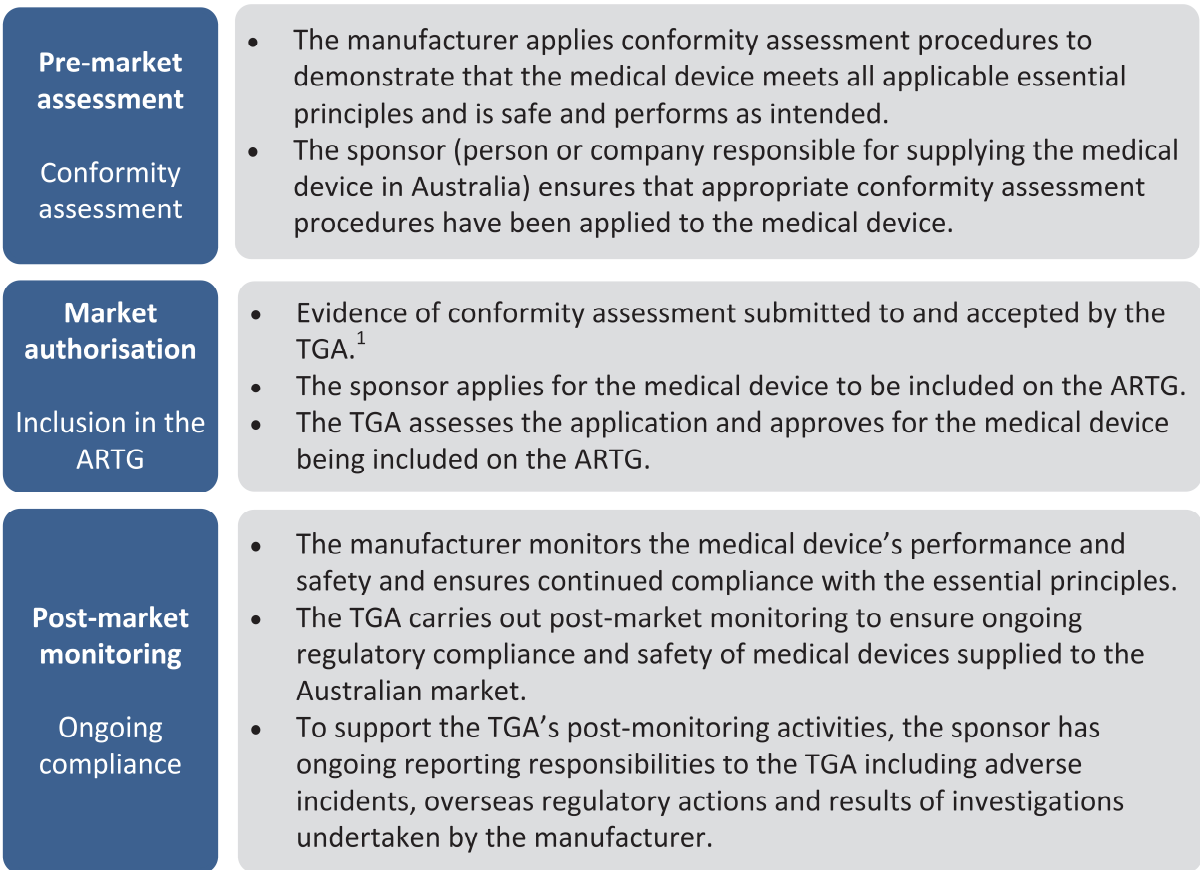 Pre-market
assessment
Conformity
assessment
• The manufacturer applies conformity assessment procedures to
demonstrate that the medical device meets all applicable essential
principles and is safe and performs as intended.
• The sponsor (person or company responsible for supplying the medical
device in Australia) ensures that appropriate conformity assessment
procedures have been applied to the medical device.
Market
authorisation
Inclusion in the
ARTG
• Evidence of conformity assessment submitted to and accepted by the
TGA.¹
• The sponsor applies for the medical device to be included on the ARTG.
• The TGA assesses the application and approves for the medical device
being included on the ARTG.
Post-market
monitoring
Ongoing
compliance
• The manufacturer monitors the medical device’s performance and
safety and ensures continued compliance with the essential principles.
• The TGA carries out post-market monitoring to ensure ongoing
regulatory compliance and safety of medical devices supplied to the
Australian market.
• To support the TGA’s post-monitoring activities, the sponsor has
ongoing reporting responsibilities to the TGA including adverse
incidents, overseas regulatory actions and results of investigations
undertaken by the manufacturer.